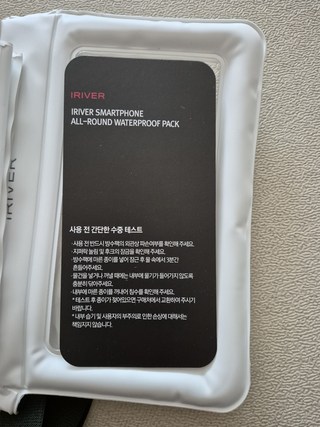 IRIVER
IRIVER SMARTPHONE
ALL-ROUND WATERPROOF PACK
사용 전 간단한 수중 테스트
·사용 전 반드시 방수팩의 외관상 파손여부를 확인해 주세요.
·지퍼락 눌림 및 후크의 잠금을 확인해 주세요.
·방수팩에 마른 종이를 넣어 잠근 후 물 속에서 3분간
흔들어주세요.
·물건을 넣거나 꺼낼 때에는 내부에 물기가 들어가지 않도록
충분히 닦아주세요.
·내부에 마른 종이를 꺼내어 침수를 확인해 주세요.
* 테스트 후 종이가 젖어있으면 구매처에서 교환하여 주시기
바랍니다.
* 내부 습기 및 사용자의 부주의로 인한 손상에 대해서는
책임지지 않습니다.
IRIVER